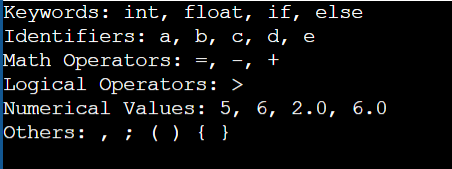 Keywords: int, float, if, else
Identifiers: a, b, c, d, e
Math Operators: =, -, +
Logical Operators: >
Numerical Values: 5, 6, 2.0, 6.0
Others: , ; ( ) { }